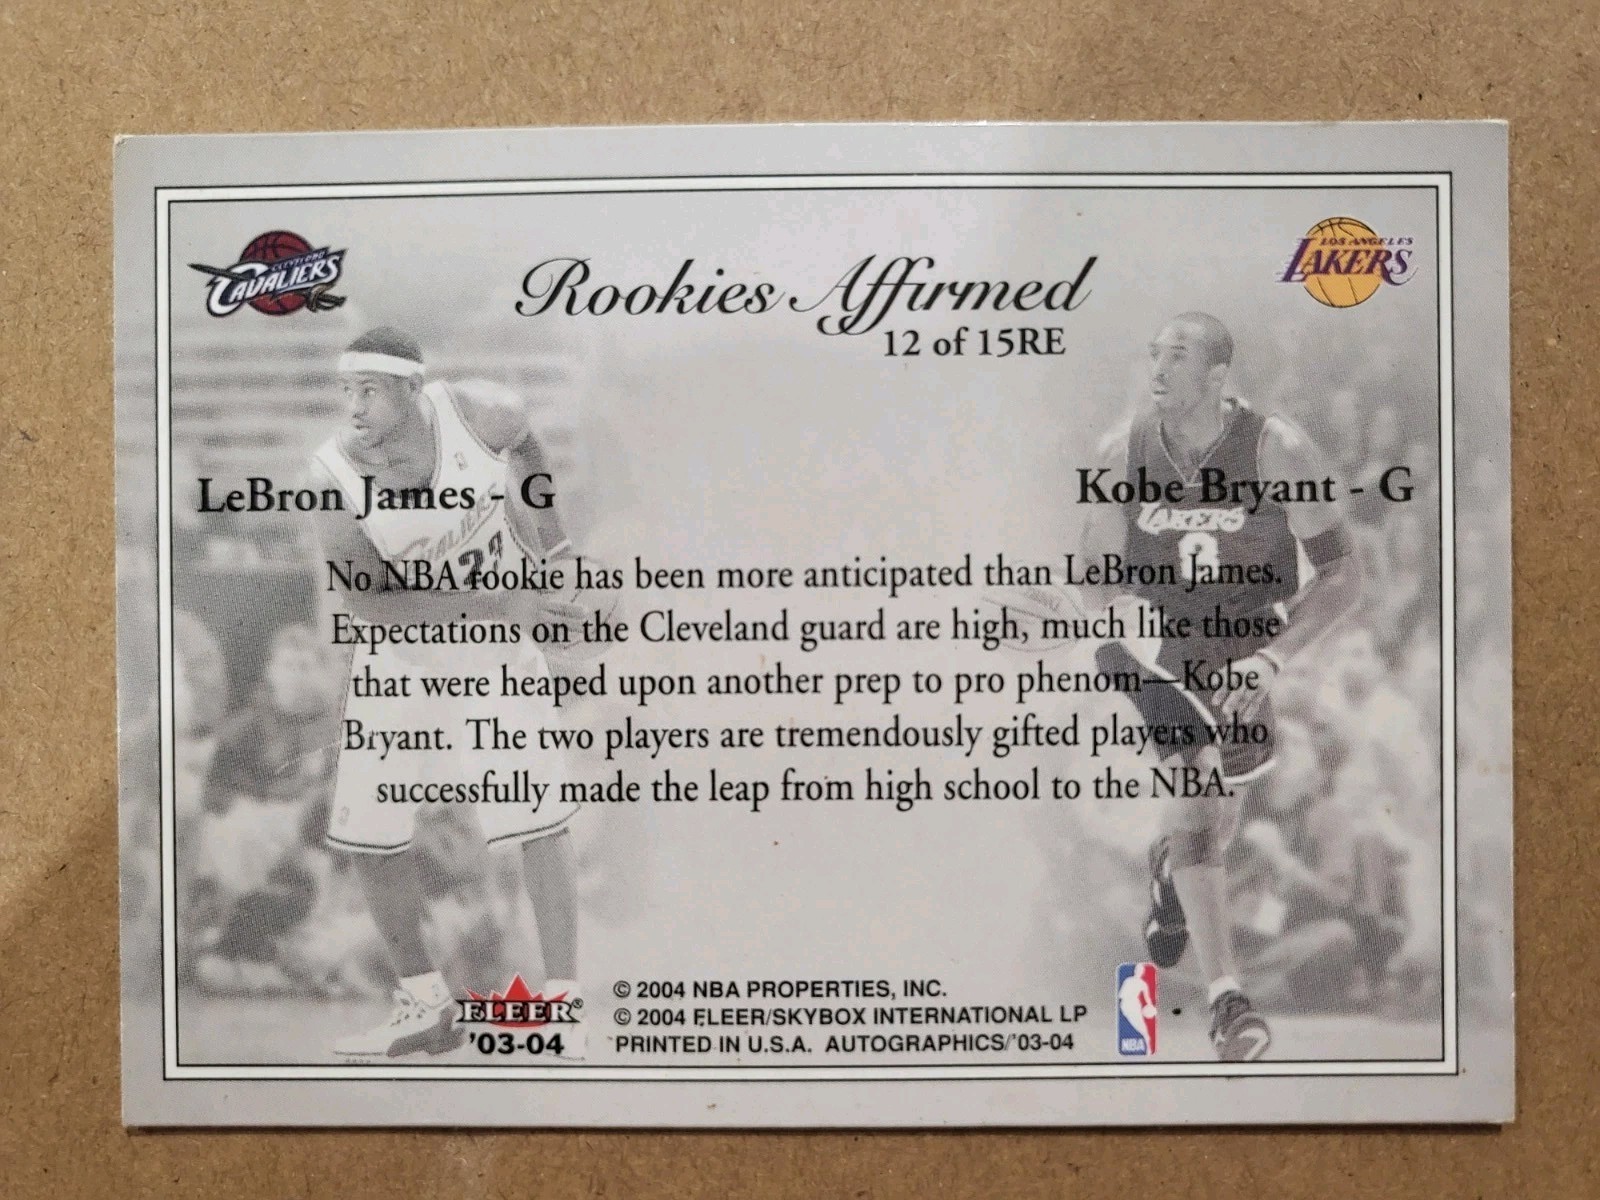 CLEVELAND
CAVALIERS
LOS ANGELES
LAKERS
Rookies Affirmed
12 of 15RE
LeBron James - G
Kobe Bryant - G
CAVALIERS
23
LAKERS
8
No NBA rookie has been more anticipated than LeBron James.
Expectations on the Cleveland guard are high, much like those
that were heaped upon another prep to pro phenom—Kobe
Bryant. The two players are tremendously gifted players who
successfully made the leap from high school to the NBA.
FLEER®
'03-04
© 2004 NBA PROPERTIES, INC.
© 2004 FLEER/SKYBOX INTERNATIONAL LP
PRINTED IN U.S.A. AUTOGRAPHICS/'03-04
NBA